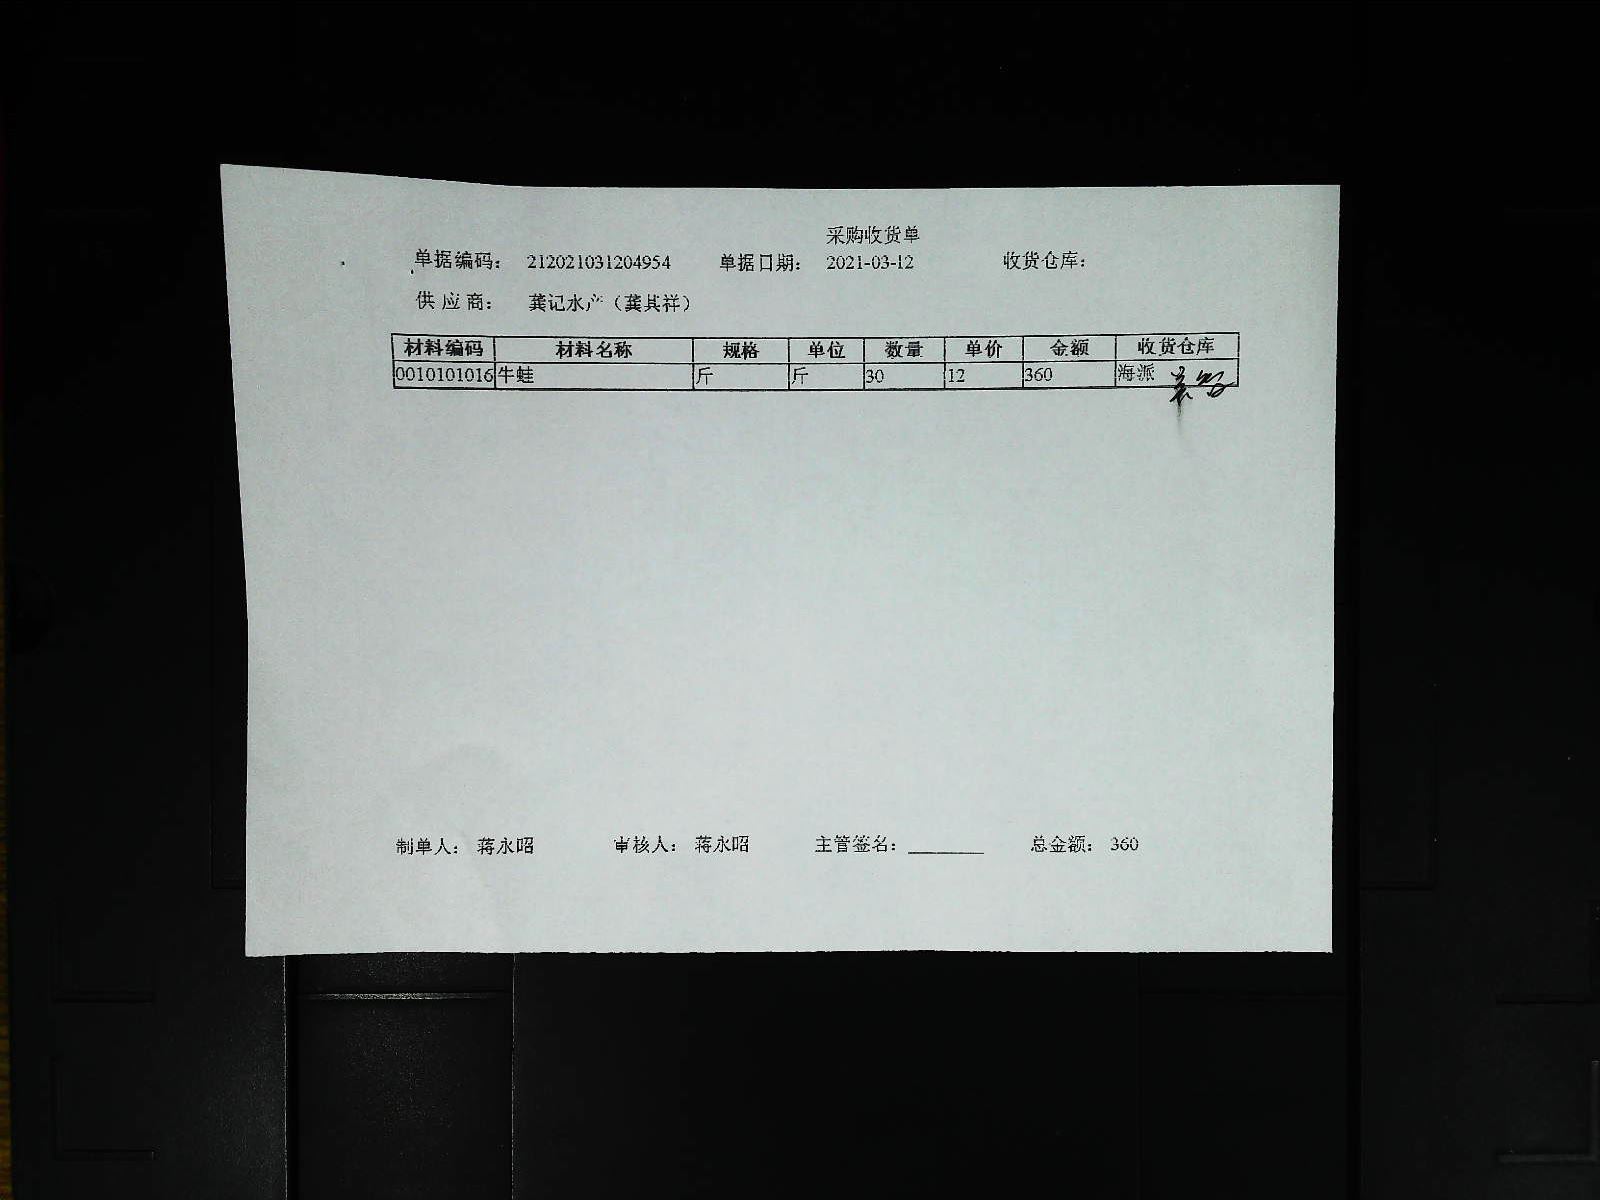 采购收货单
单据编码： 212021031204954 单据日期： 2021-03-12 收货仓库：
供 应 商： 龚记水产（龚其祥）
材料编码 材料名称 规格 单位 数量 单价 金额 收货仓库
0010101016 牛蛙 斤 斤 30 12 360 海派
制单人： 蒋永昭 审核人： 蒋永昭 主管签名：________ 总金额： 360